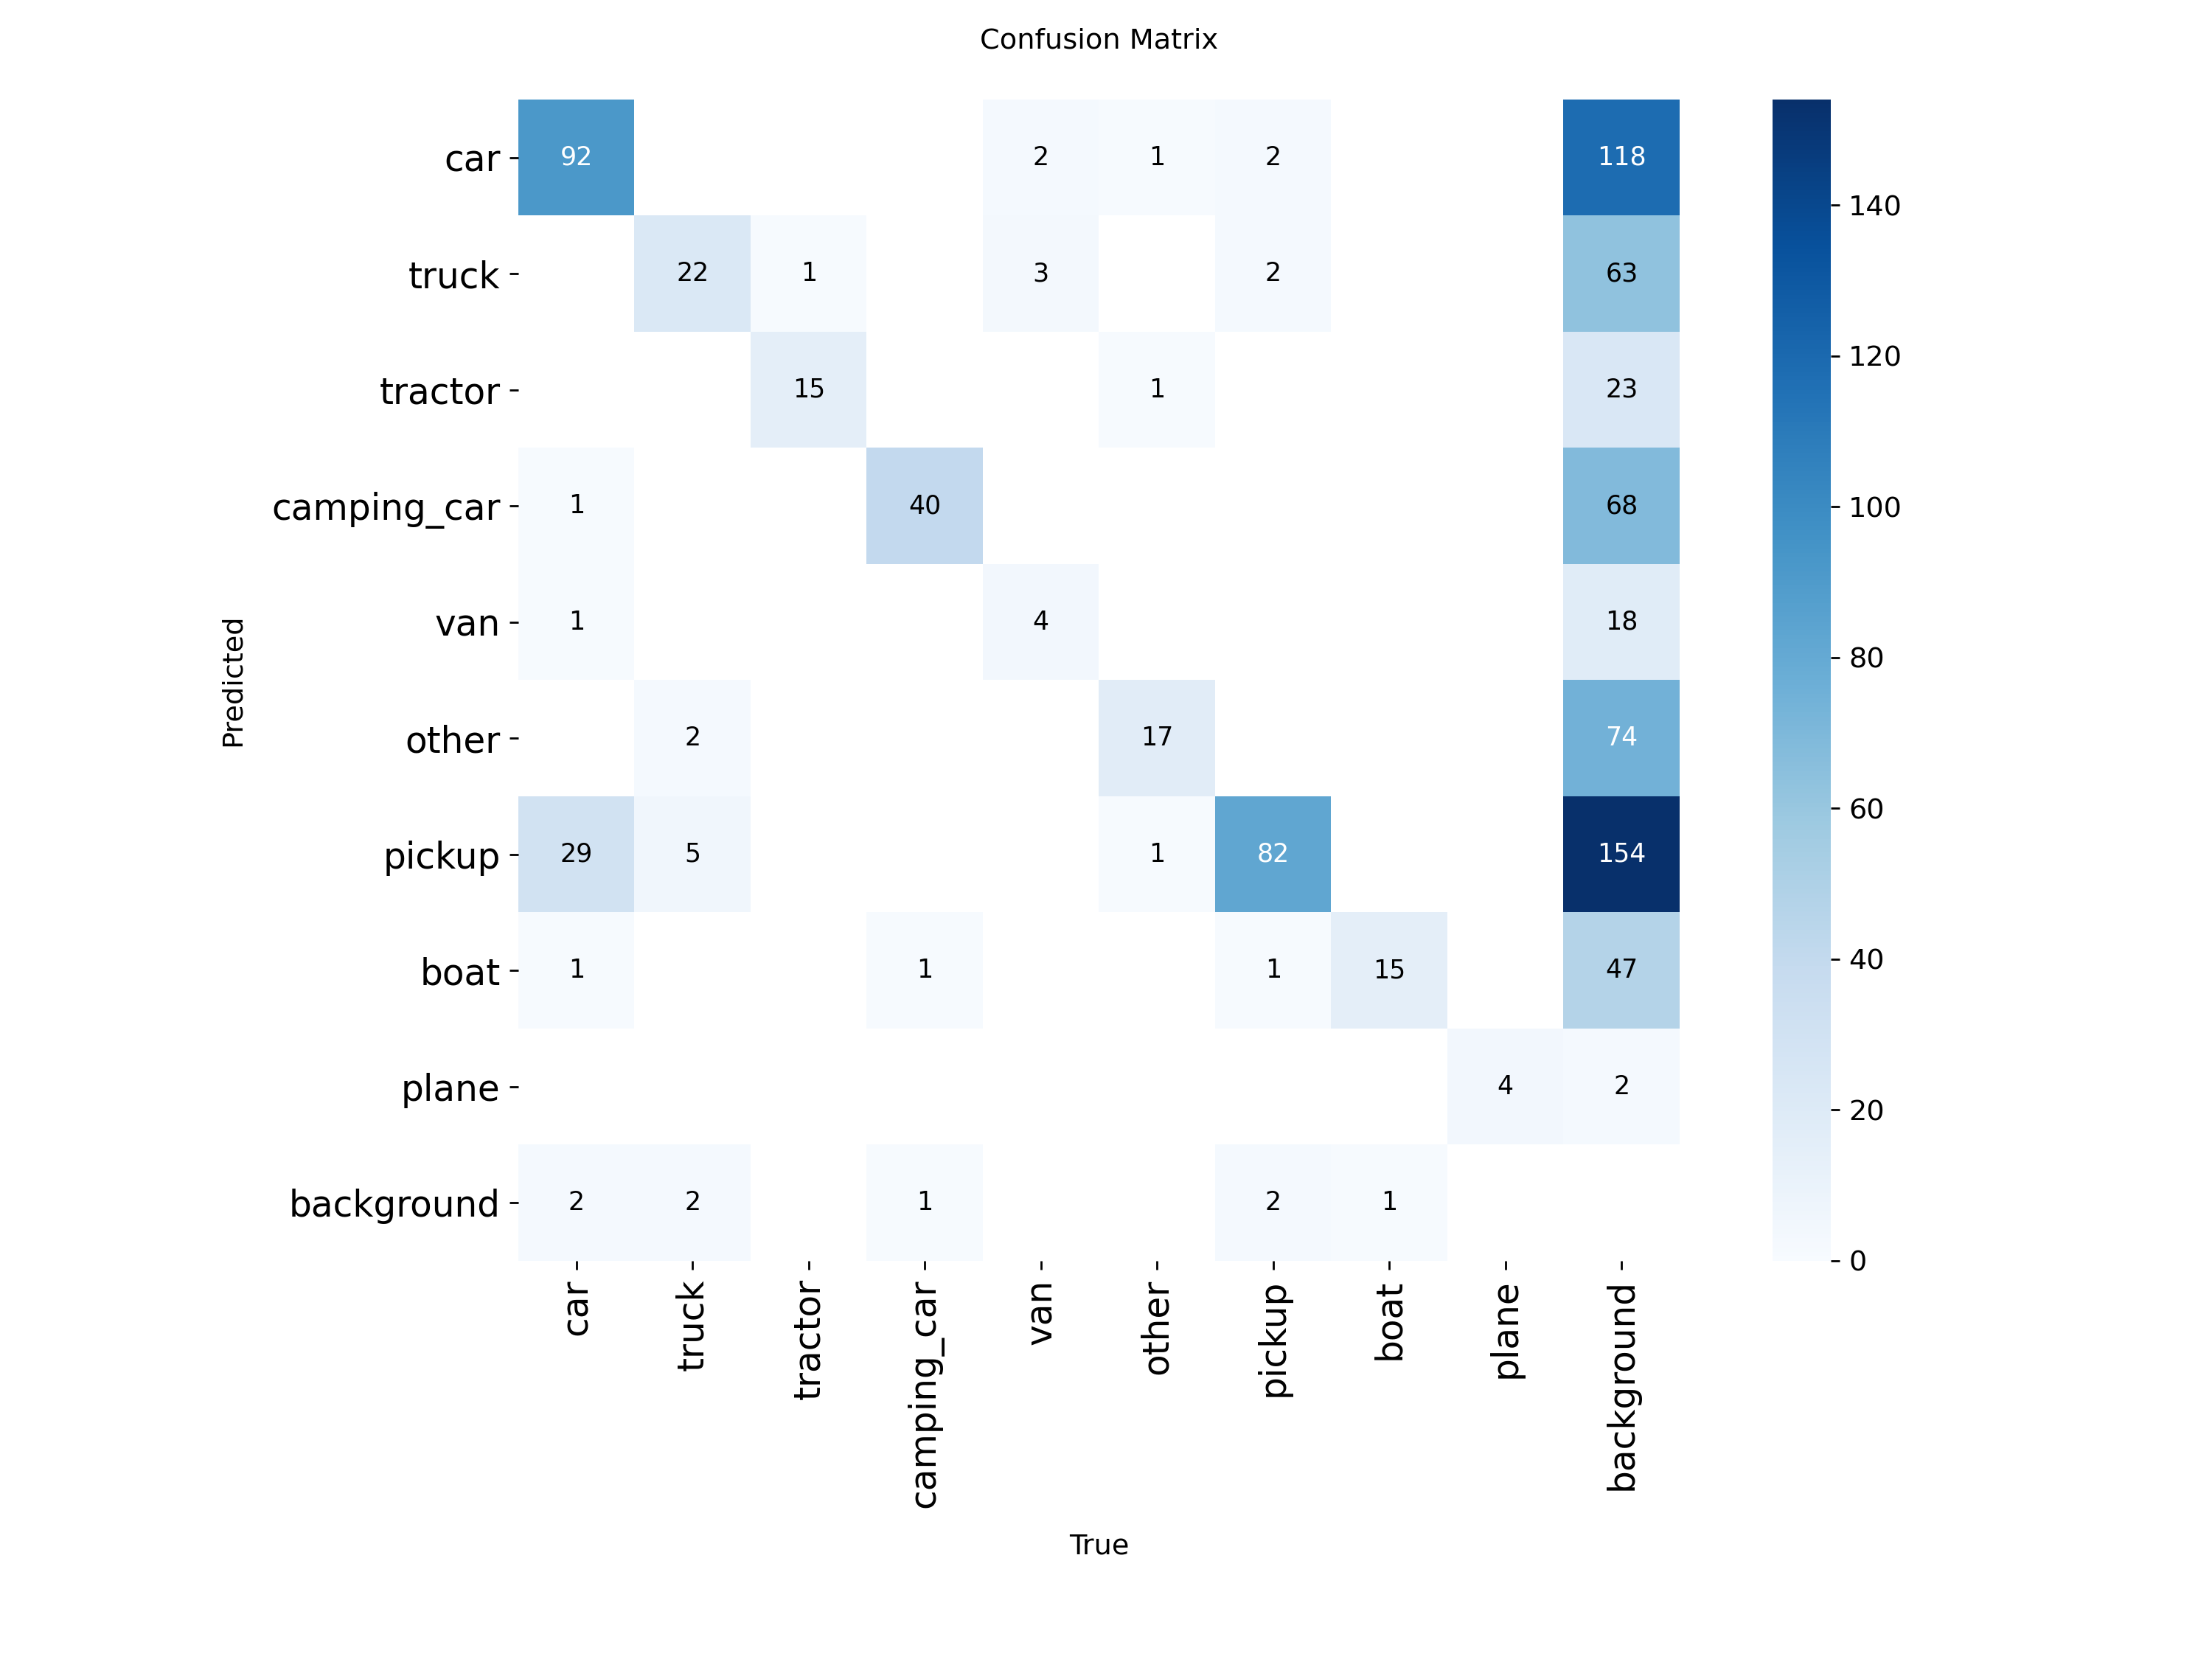 Confusion Matrix
car 92 2 1 2 118
truck 22 1 3 2 63
tractor 15 1 23
camping_car 1 40 68
van 1 4 18
other 2 17 74
pickup 29 5 1 82 154
boat 1 1 1 15 47
plane 4 2
background 2 2 1 2 1
Predicted
car truck tractor camping_car van other pickup boat plane background
True
140
120
100
80
60
40
20
0